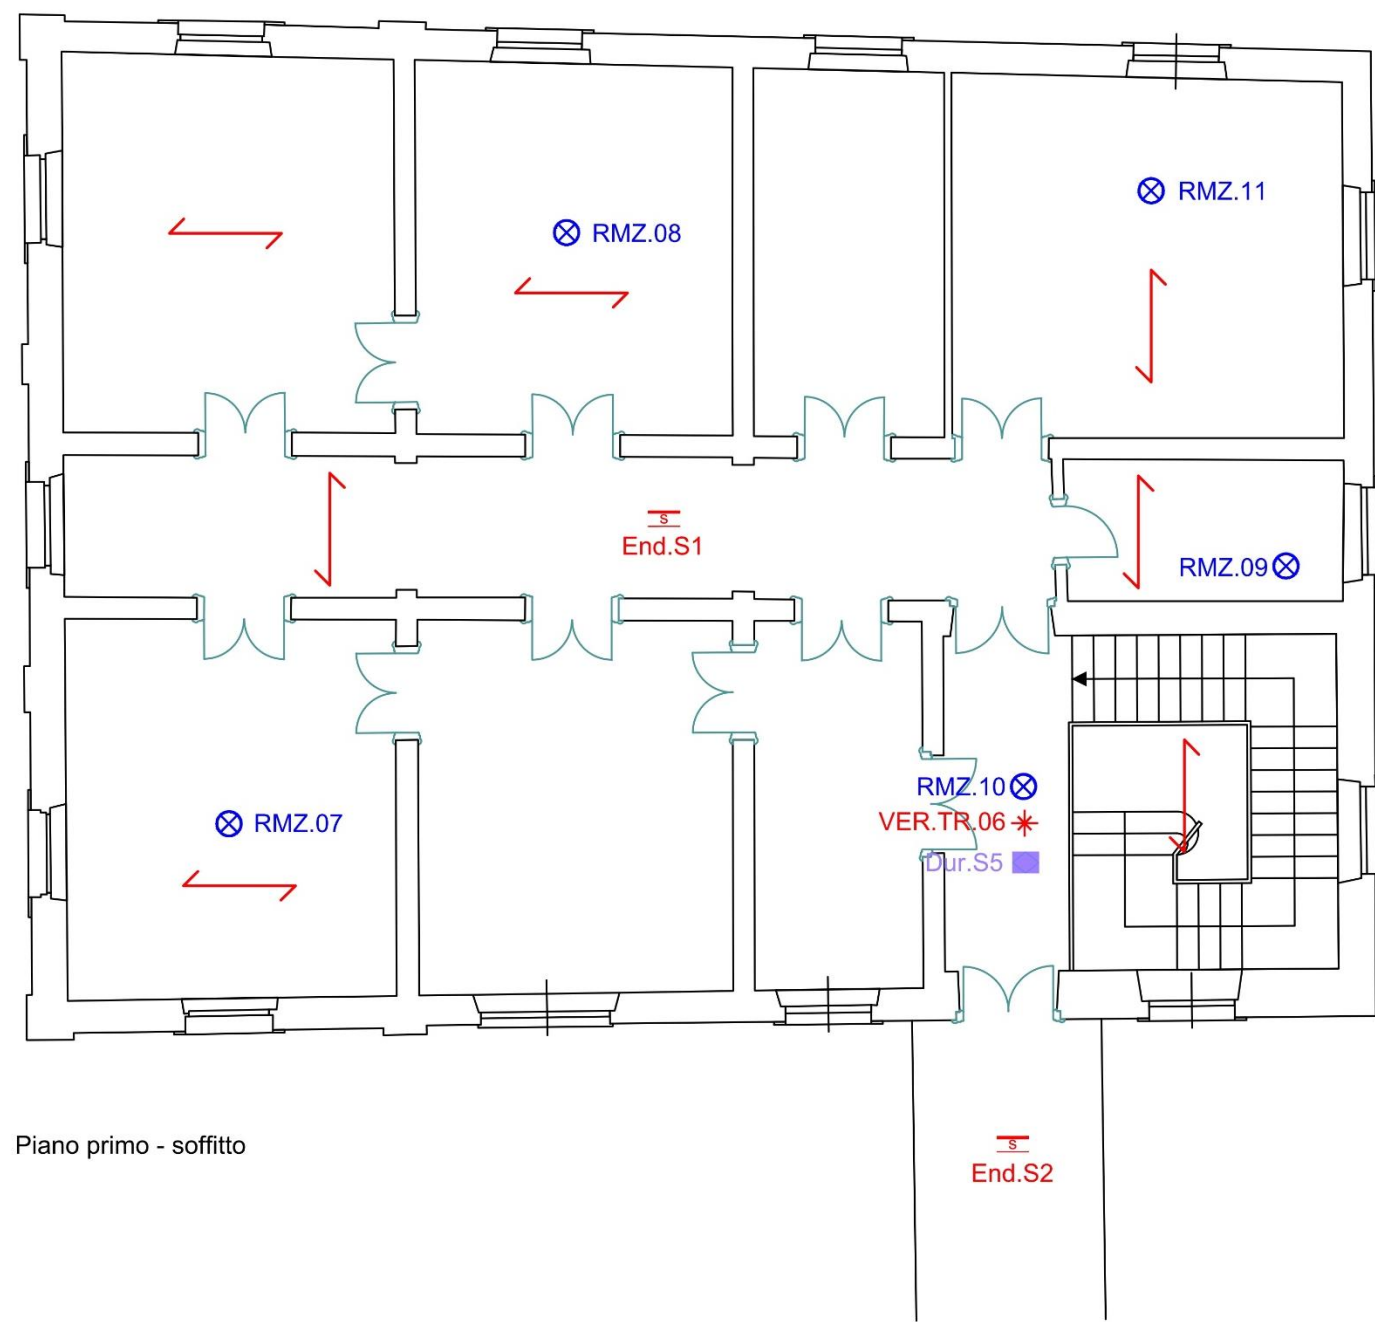 RMZ.11
RMZ.08
s
End.S1
RMZ.09
RMZ.10
VER.TR.06
RMZ.07
Dur.S5
Piano primo - soffitto
s
End.S2